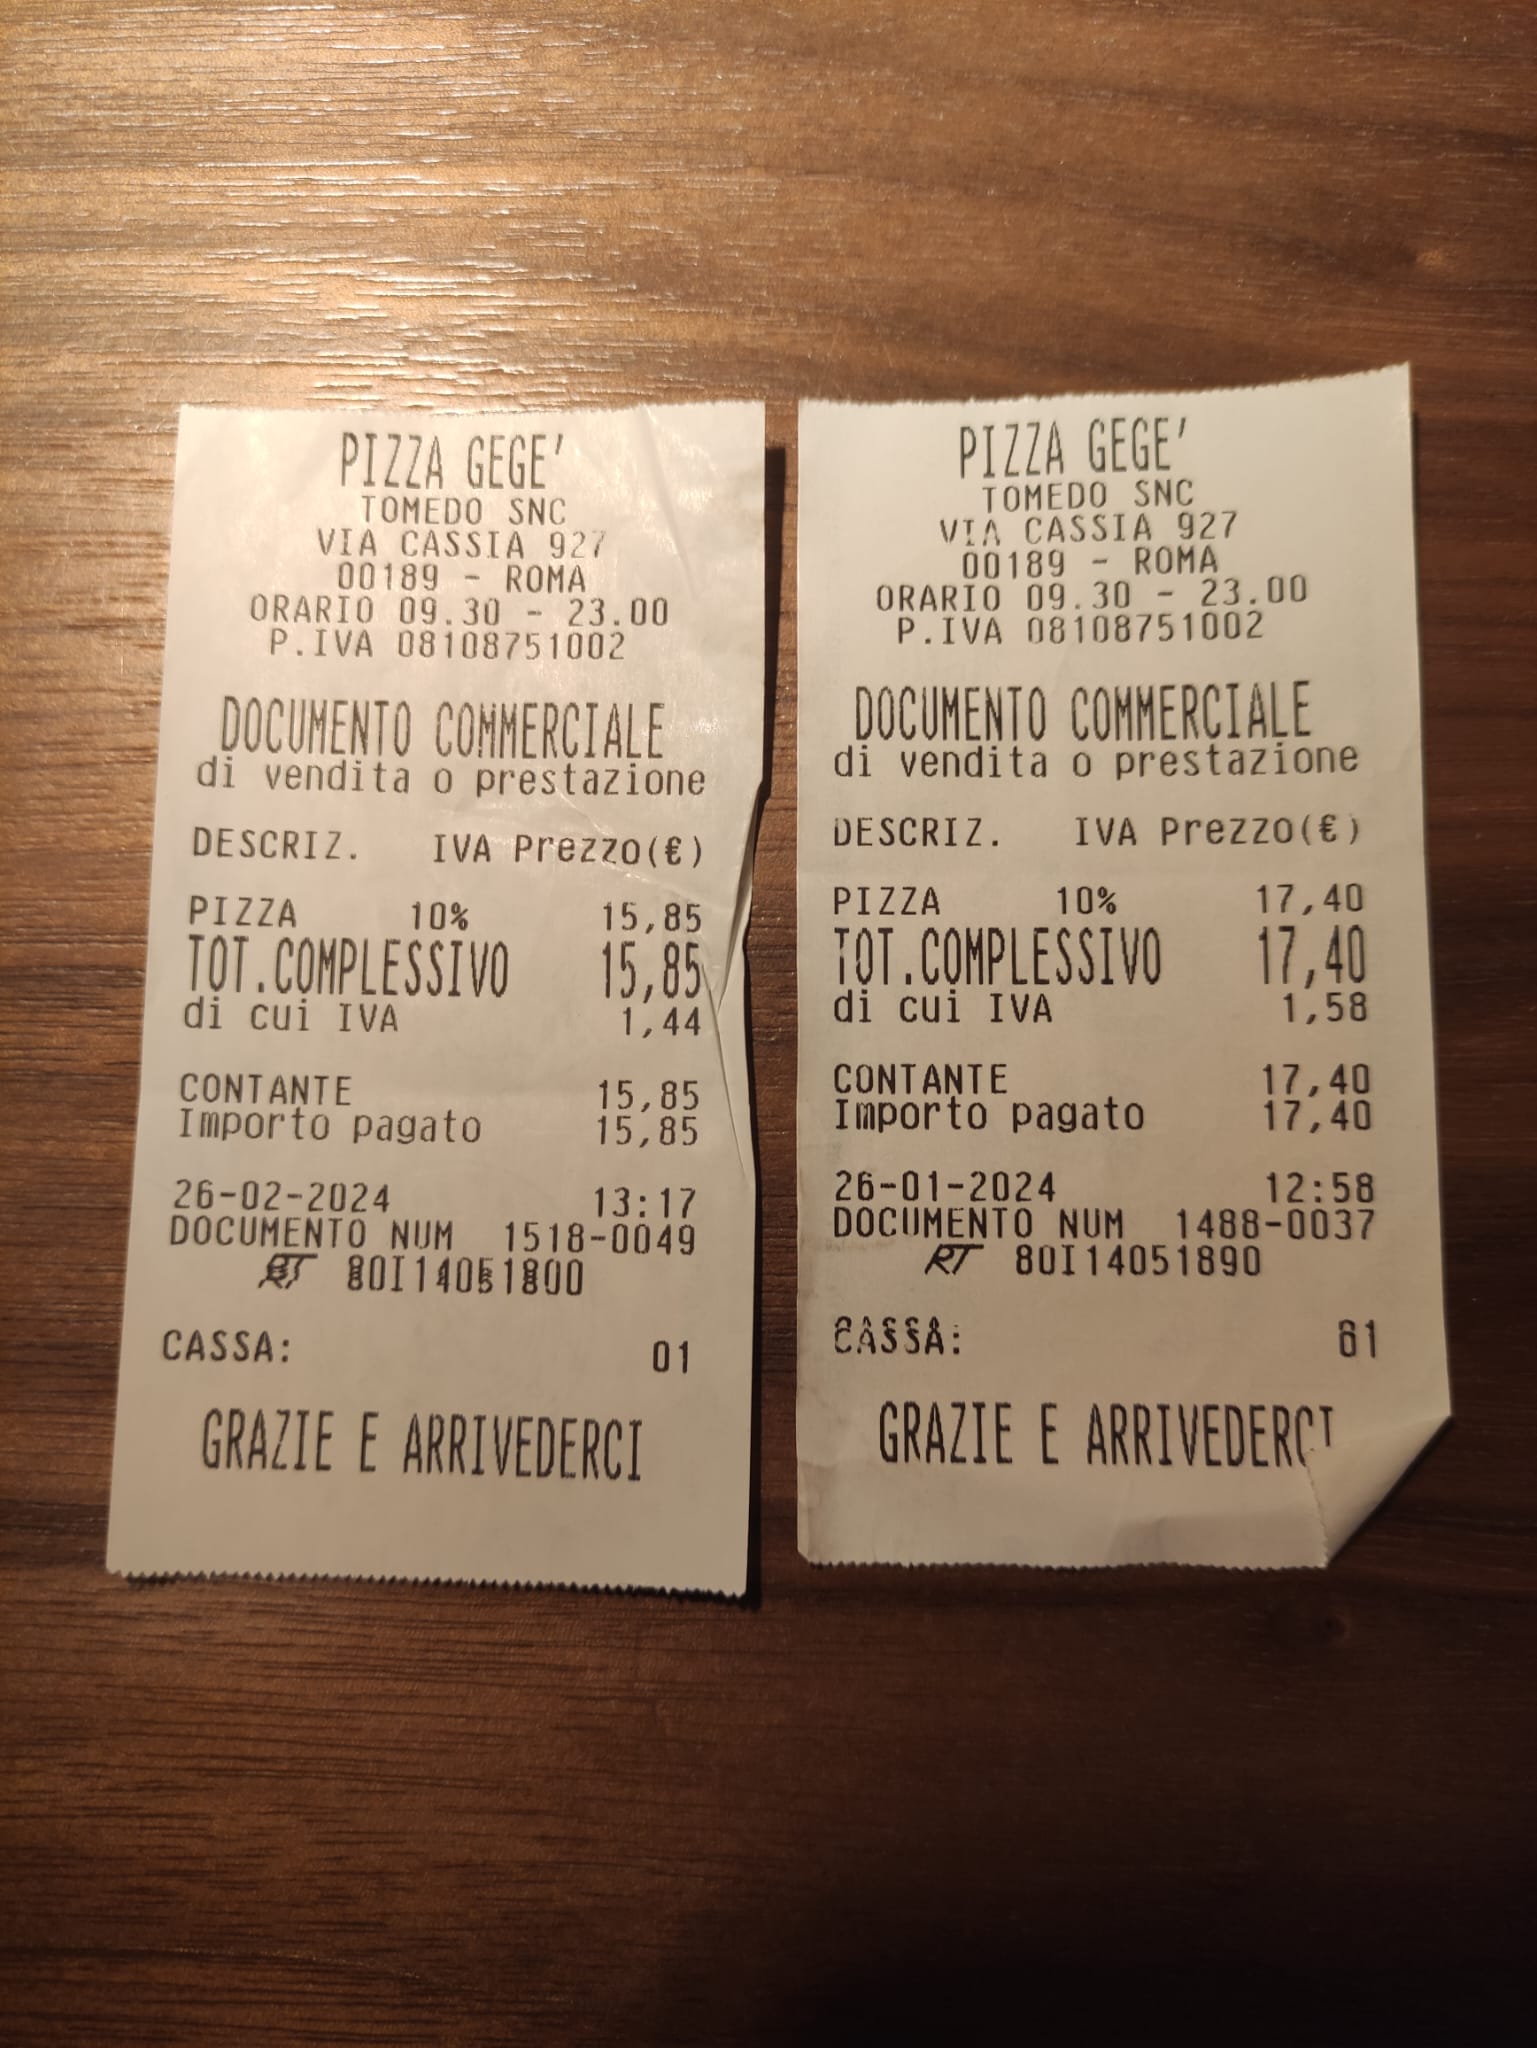 PIZZA GEGE'
TOMEDO SNC
VIA CASSIA 927
00189 - ROMA
ORARIO 09.30 - 23.00
P.IVA 08108751002
DOCUMENTO COMMERCIALE
di vendita o prestazione
DESCRIZ. IVA Prezzo(€)
PIZZA 10% 15,85
TOT.COMPLESSIVO 15,85
di cui IVA 1,44
CONTANTE 15,85
Importo pagato 15,85
26-02-2024 13:17
DOCUMENTO NUM 1518-0049
RT
CASSA: 01
GRAZIE E ARRIVEDERCI
PIZZA GEGE'
TOMEDO SNC
VIA CASSIA 927
00189 - ROMA
ORARIO 09.30 - 23.00
P.IVA 08108751002
DOCUMENTO COMMERCIALE
di vendita o prestazione
DESCRIZ. IVA Prezzo(€)
PIZZA 10% 17,40
TOT.COMPLESSIVO 17,40
di cui IVA 1,58
CONTANTE 17,40
Importo pagato 17,40
26-01-2024 12:58
DOCUMENTO NUM 1488-0037
RT 80I14051890
CASSA:
GRAZIE E ARRIVEDERCI